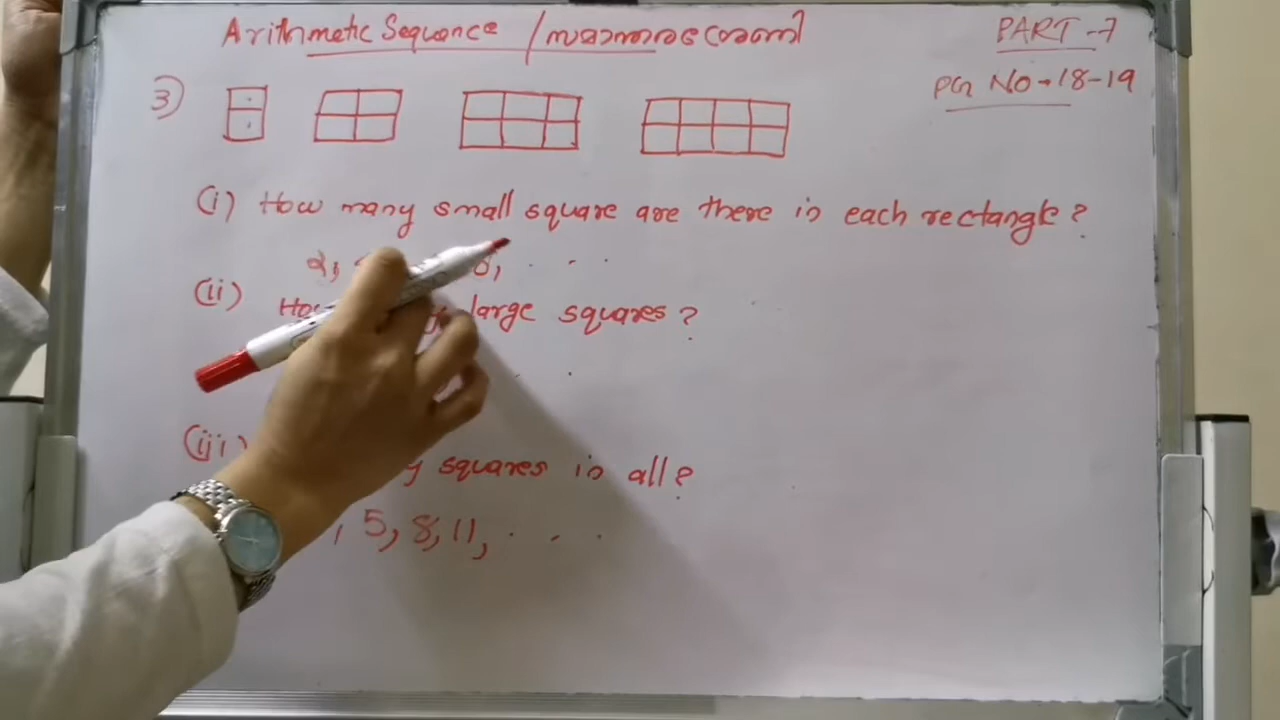 Arithmetic Sequence / സമാന്തരശ്രേണി
PART-7
PG NO → 18-19
3)
(i) How many small square are there in each rectangle?
2, 8, . . .
(ii) large squares?
(iii) squares in all?
, 5, 8, 11, . . .